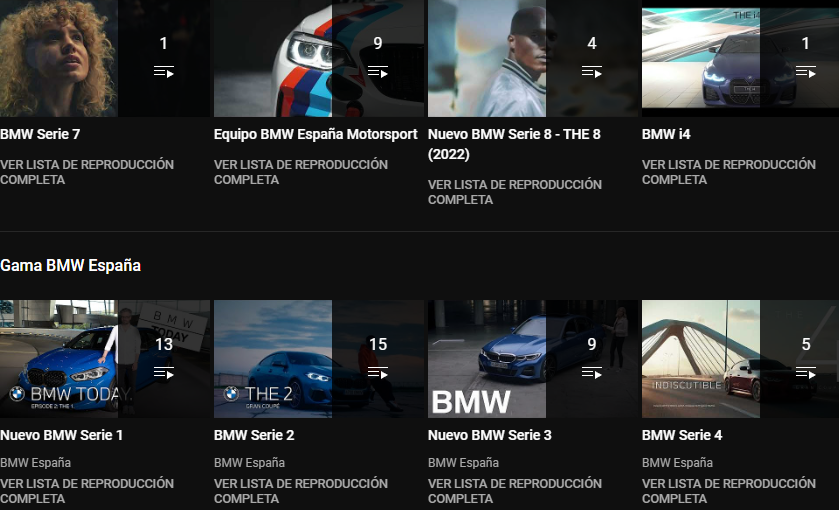 THE i4
1
9
4
1
BMW Serie 7
Equipo BMW España Motorsport
Nuevo BMW Serie 8 - THE 8
(2022)
BMW i4
VER LISTA DE REPRODUCCIÓN
COMPLETA
VER LISTA DE REPRODUCCIÓN
COMPLETA
VER LISTA DE REPRODUCCIÓN
COMPLETA
VER LISTA DE REPRODUCCIÓN
COMPLETA
Gama BMW España
BMW
TODAY
13
BMW TODAY.
EPISODE 2: THE 1
15
THE 2
GRAN COUPÉ
9
BMW
5
INDISCUTIBLE
Nuevo BMW Serie 1
BMW Serie 2
Nuevo BMW Serie 3
BMW Serie 4
BMW España
BMW España
BMW España
BMW España
VER LISTA DE REPRODUCCIÓN
COMPLETA
VER LISTA DE REPRODUCCIÓN
COMPLETA
VER LISTA DE REPRODUCCIÓN
COMPLETA
VER LISTA DE REPRODUCCIÓN
COMPLETA